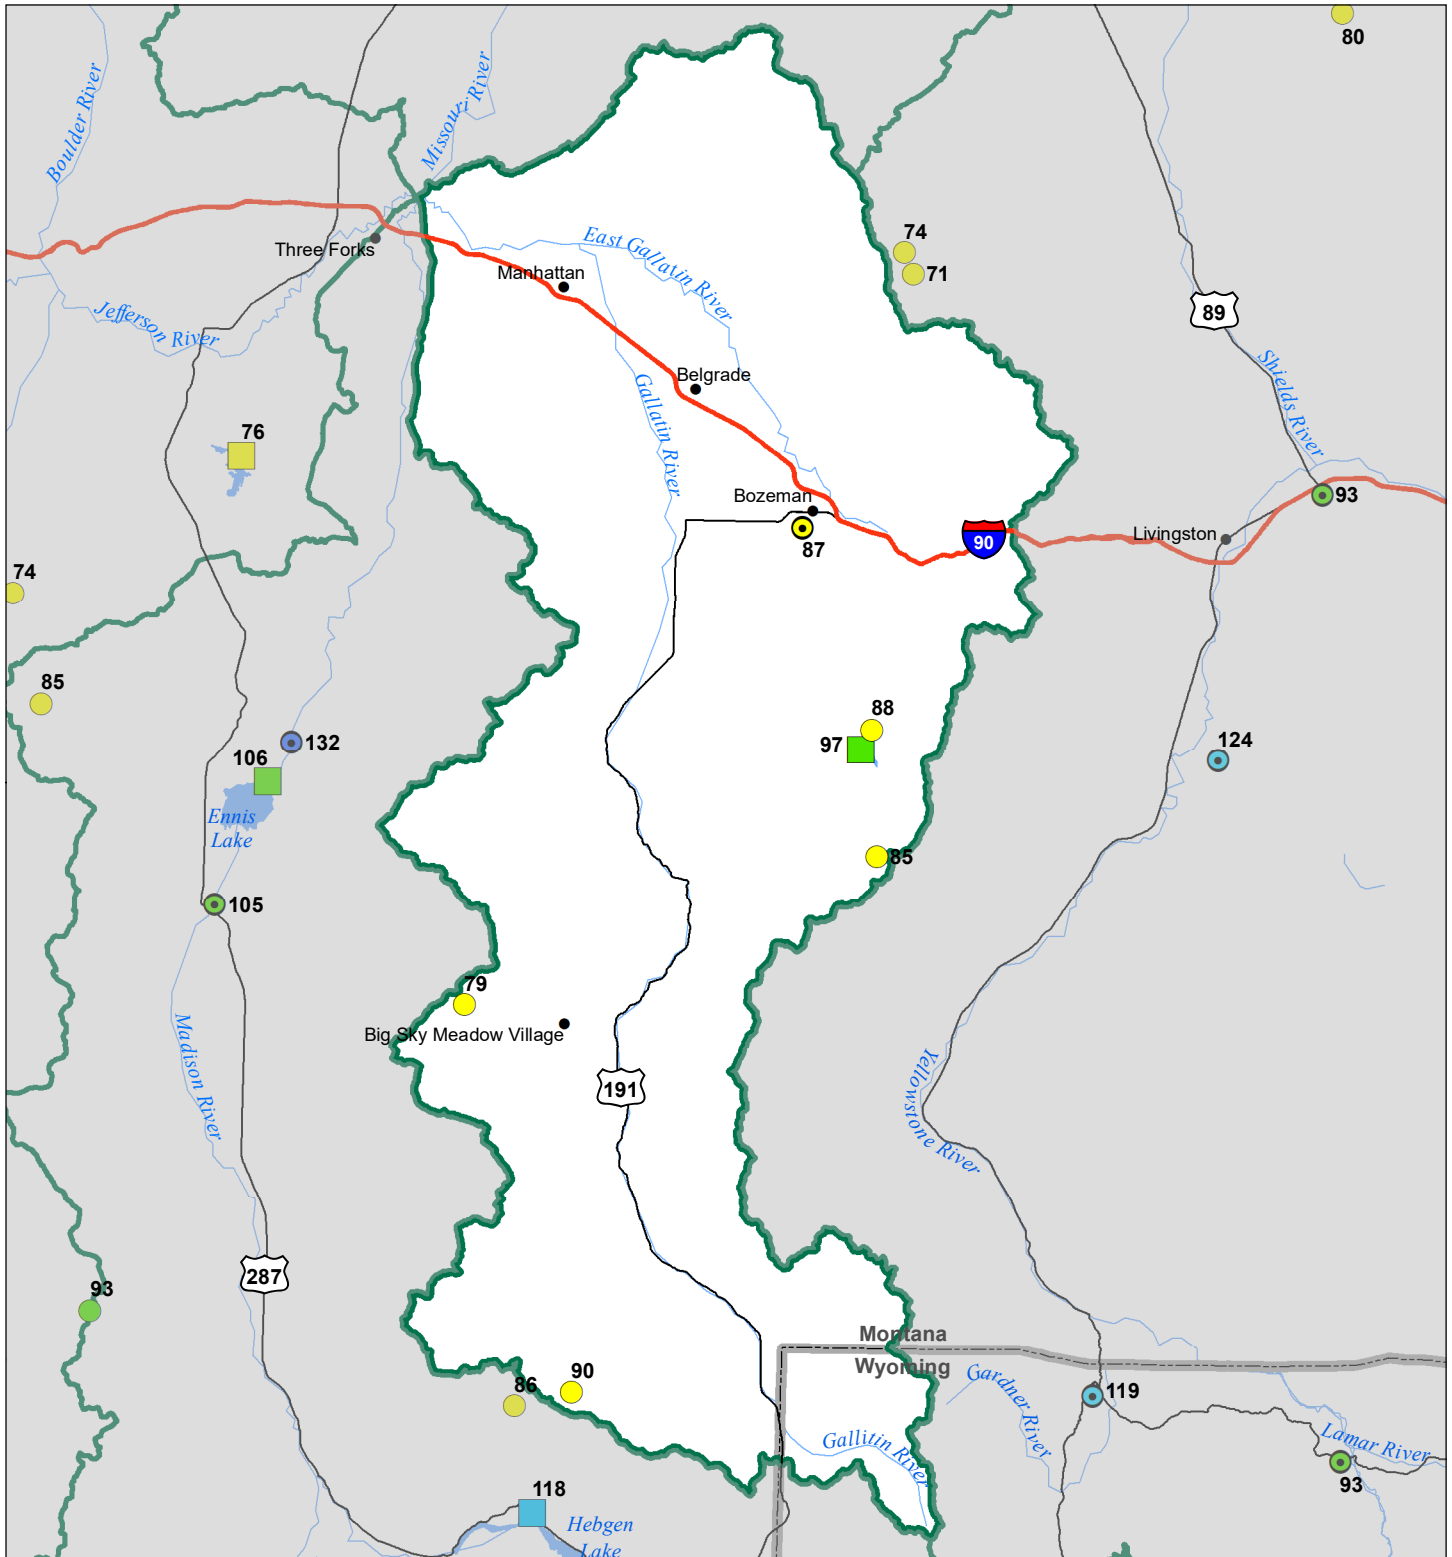 80
Boulder River
Missouri River
74
71
East Gallatin River
Three Forks
Manhattan
89
Jefferson River
Shields River
Belgrade
Gallatin River
76
93
Bozeman
Livingston
90
87
74
85
88
97
132
106
124
Ennis
Lake
85
105
79
Big Sky Meadow Village
Madison River
191
Yellowstone River
287
93
Montana
Wyoming
90
86
Gardner River
119
Gallitin River
Lamar River
93
118
Hebgen
Lake